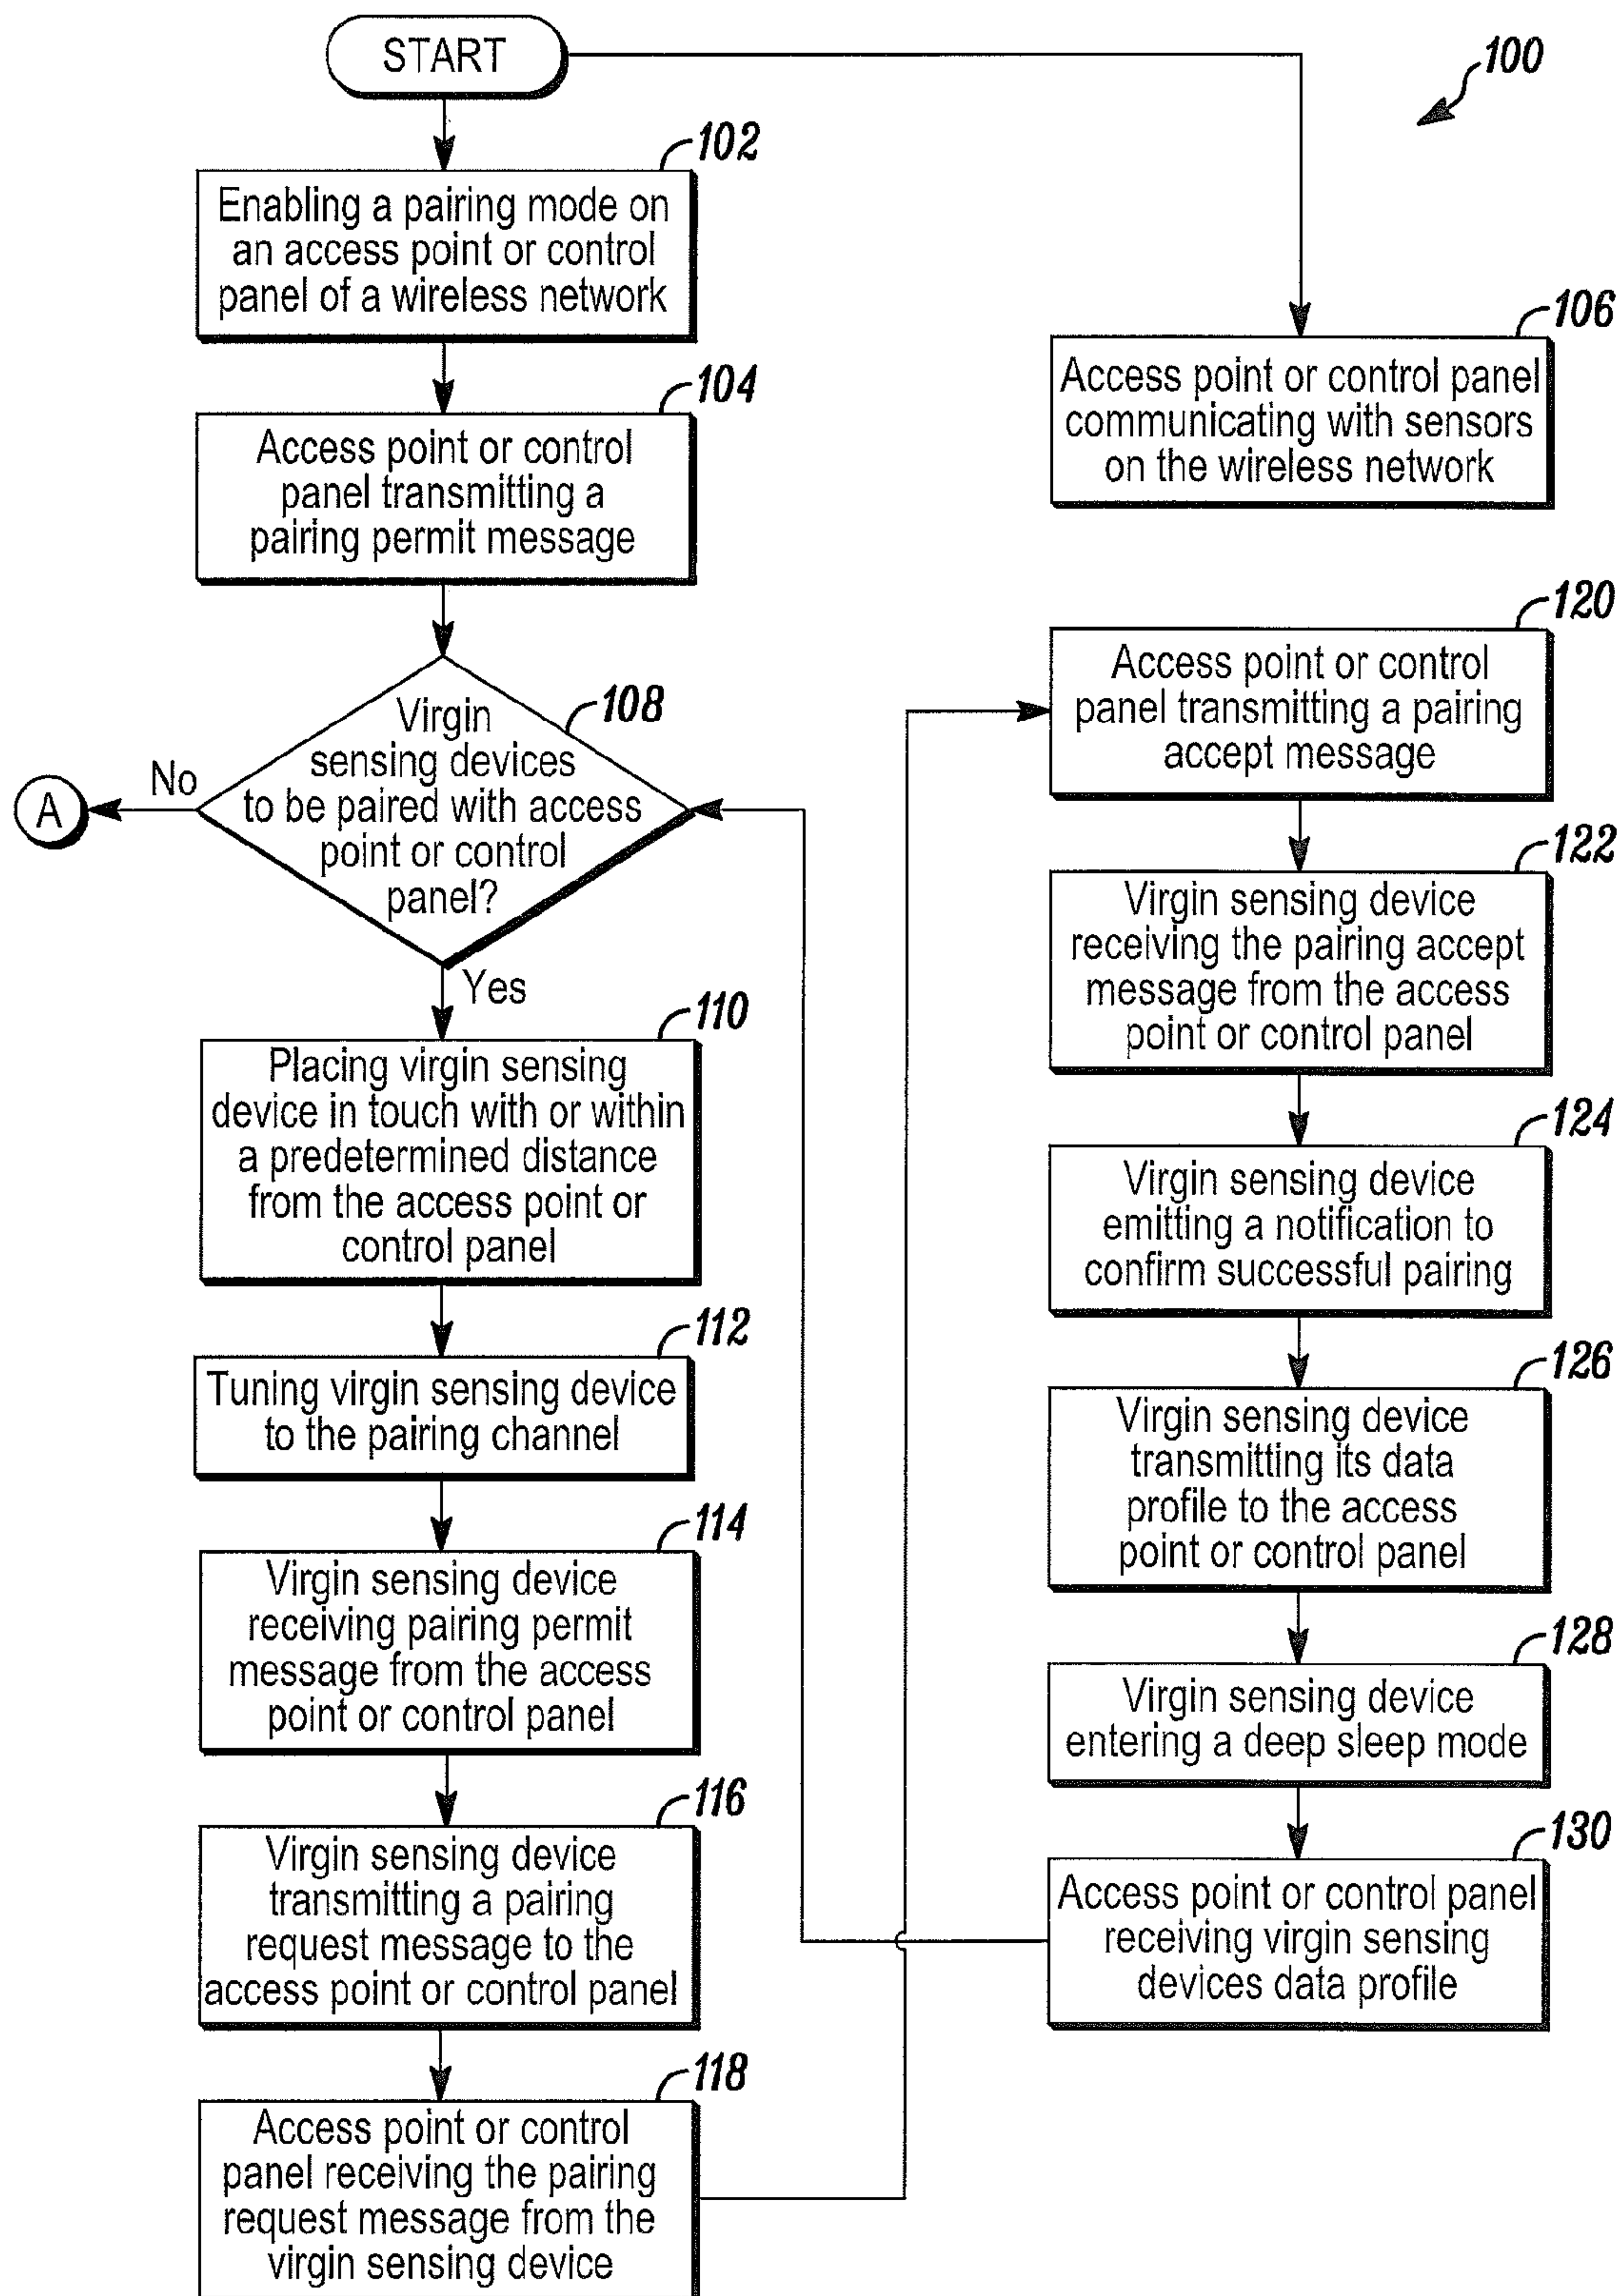 START
100
102
Enabling a pairing mode on
an access point or control
panel of a wireless network
104
Access point or control
panel transmitting a
pairing permit message
106
Access point or control panel
communicating with sensors
on the wireless network
108
Virgin
sensing devices
to be paired with access
point or control
panel?
No
A
Yes
110
Placing virgin sensing
device in touch with or within
a predetermined distance
from the access point or
control panel
112
Tuning virgin sensing device
to the pairing channel
114
Virgin sensing device
receiving pairing permit
message from the access
point or control panel
116
Virgin sensing device
transmitting a pairing
request message to the
access point or control panel
118
Access point or control
panel receiving the pairing
request message from the
virgin sensing device
120
Access point or control
panel transmitting a pairing
accept message
122
Virgin sensing device
receiving the pairing accept
message from the access
point or control panel
124
Virgin sensing device
emitting a notification to
confirm successful pairing
126
Virgin sensing device
transmitting its data
profile to the access
point or control panel
128
Virgin sensing device
entering a deep sleep mode
130
Access point or control panel
receiving virgin sensing
devices data profile